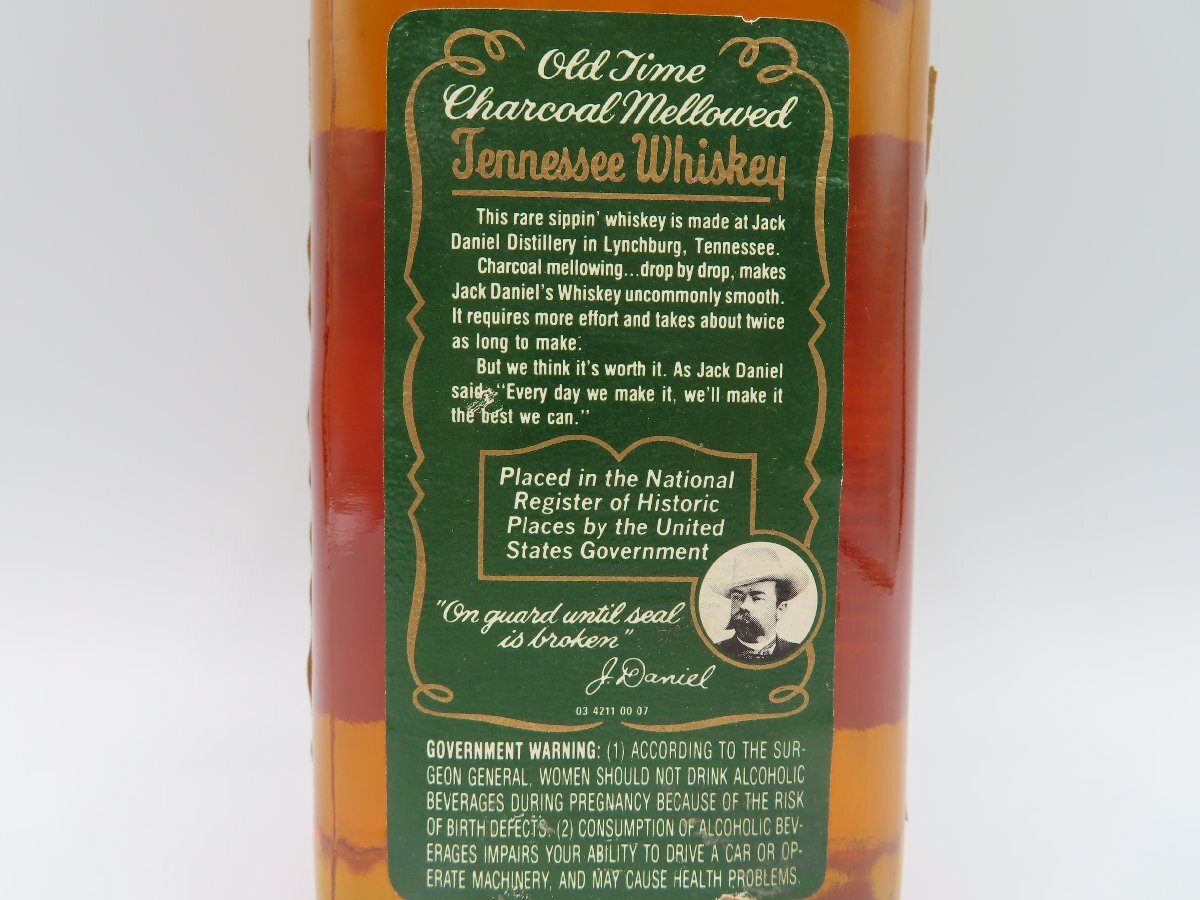 Old Time
Charcoal Mellowed
Tennessee Whiskey
This rare sippin' whiskey is made at Jack
Daniel Distillery in Lynchburg, Tennessee.
Charcoal mellowing...drop by drop, makes
Jack Daniel's Whiskey uncommonly smooth.
It requires more effort and takes about twice
as long to make.
But we think it's worth it. As Jack Daniel
said, "Every day we make it, we'll make it
the best we can."
Placed in the National
Register of Historic
Places by the United
States Government
"On guard until seal
is broken"
J. Daniel
03 4211 00 07
GOVERNMENT WARNING: (1) ACCORDING TO THE SUR-
GEON GENERAL, WOMEN SHOULD NOT DRINK ALCOHOLIC
BEVERAGES DURING PREGNANCY BECAUSE OF THE RISK
OF BIRTH DEFECTS. (2) CONSUMPTION OF ALCOHOLIC BEV-
ERAGES IMPAIRS YOUR ABILITY TO DRIVE A CAR OR OP-
ERATE MACHINERY, AND MAY CAUSE HEALTH PROBLEMS.